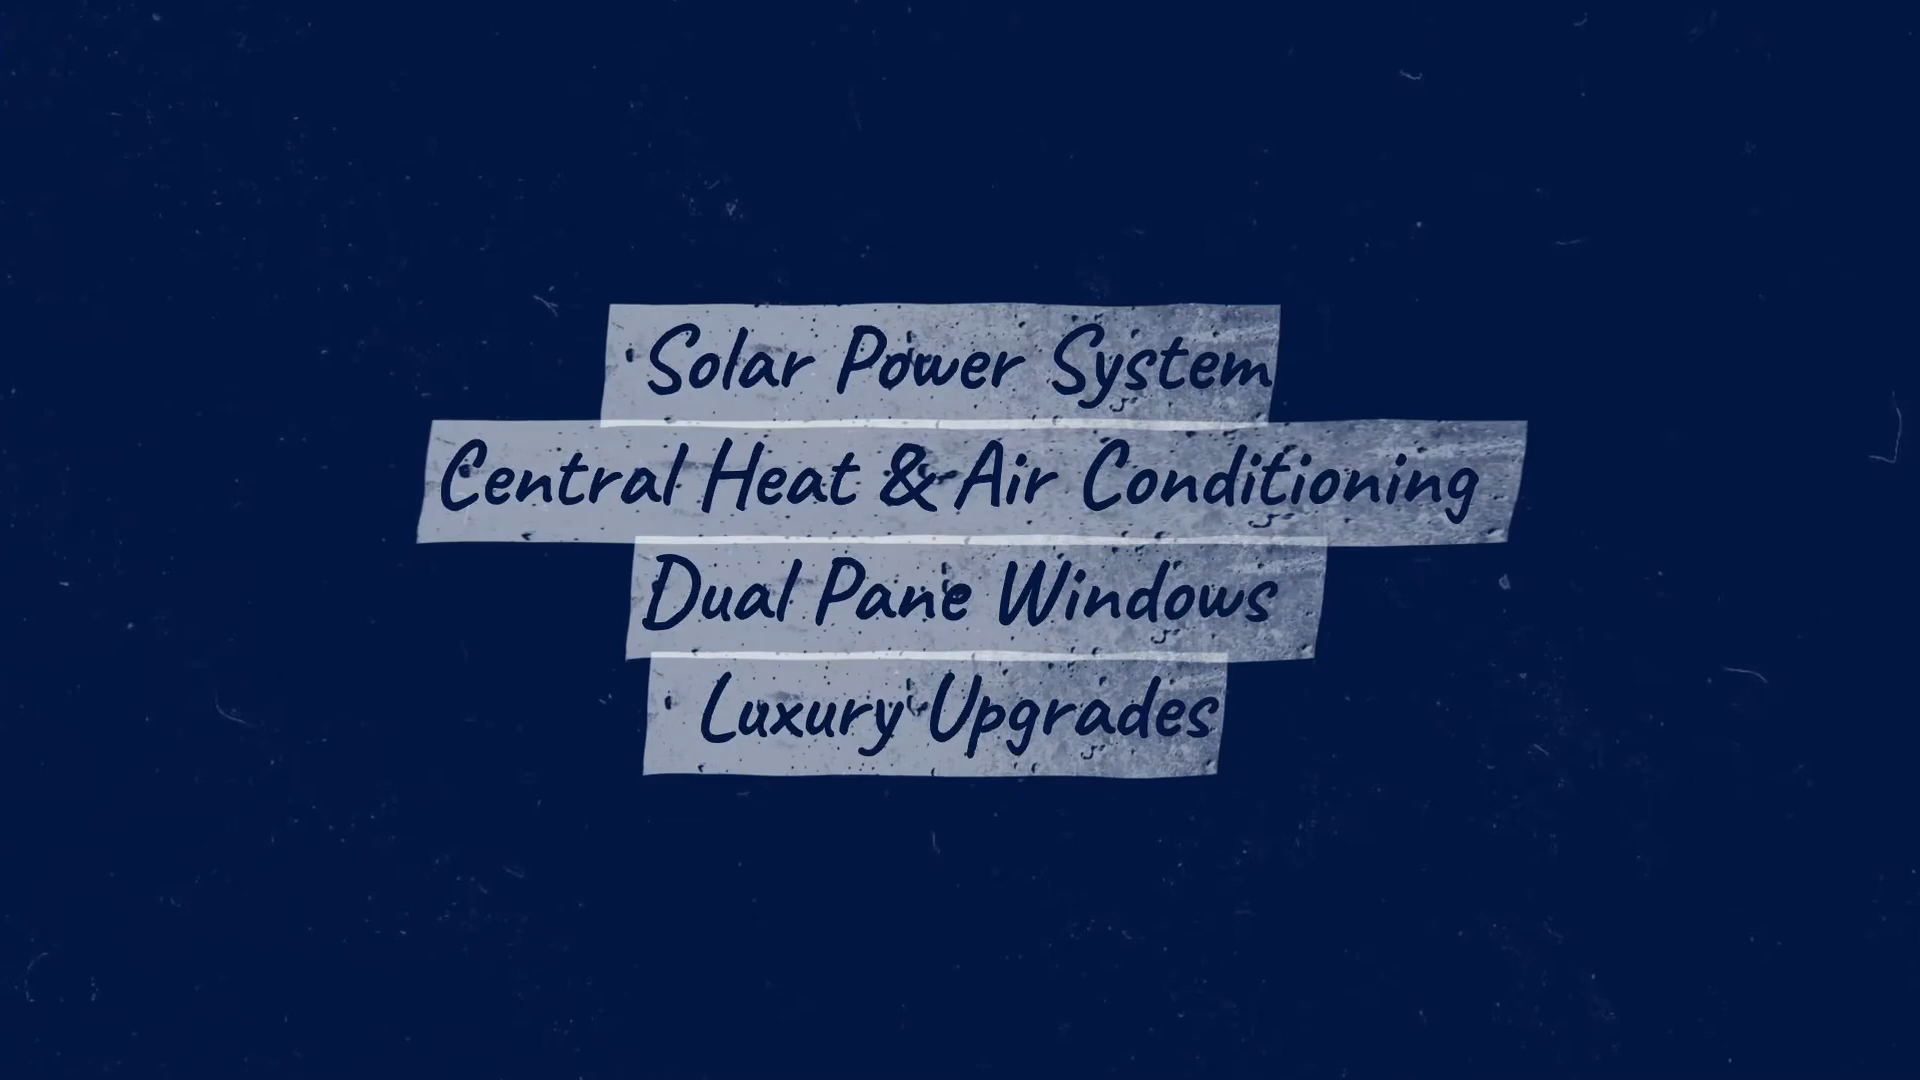 Solar Power System
Central Heat & Air Conditioning
Dual Pane Windows
Luxury Upgrades